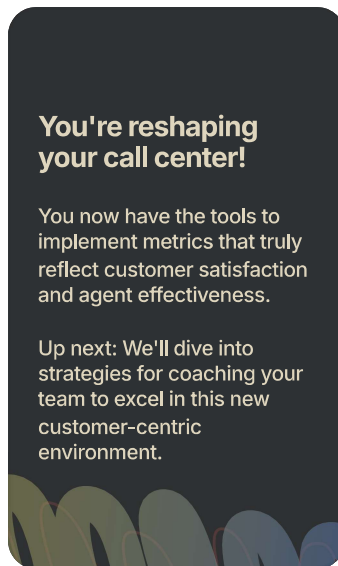 You're reshaping
your call center!
You now have the tools to
implement metrics that truly
reflect customer satisfaction
and agent effectiveness.
Up next: We'll dive into
strategies for coaching your
team to excel in this new
customer-centric
environment.